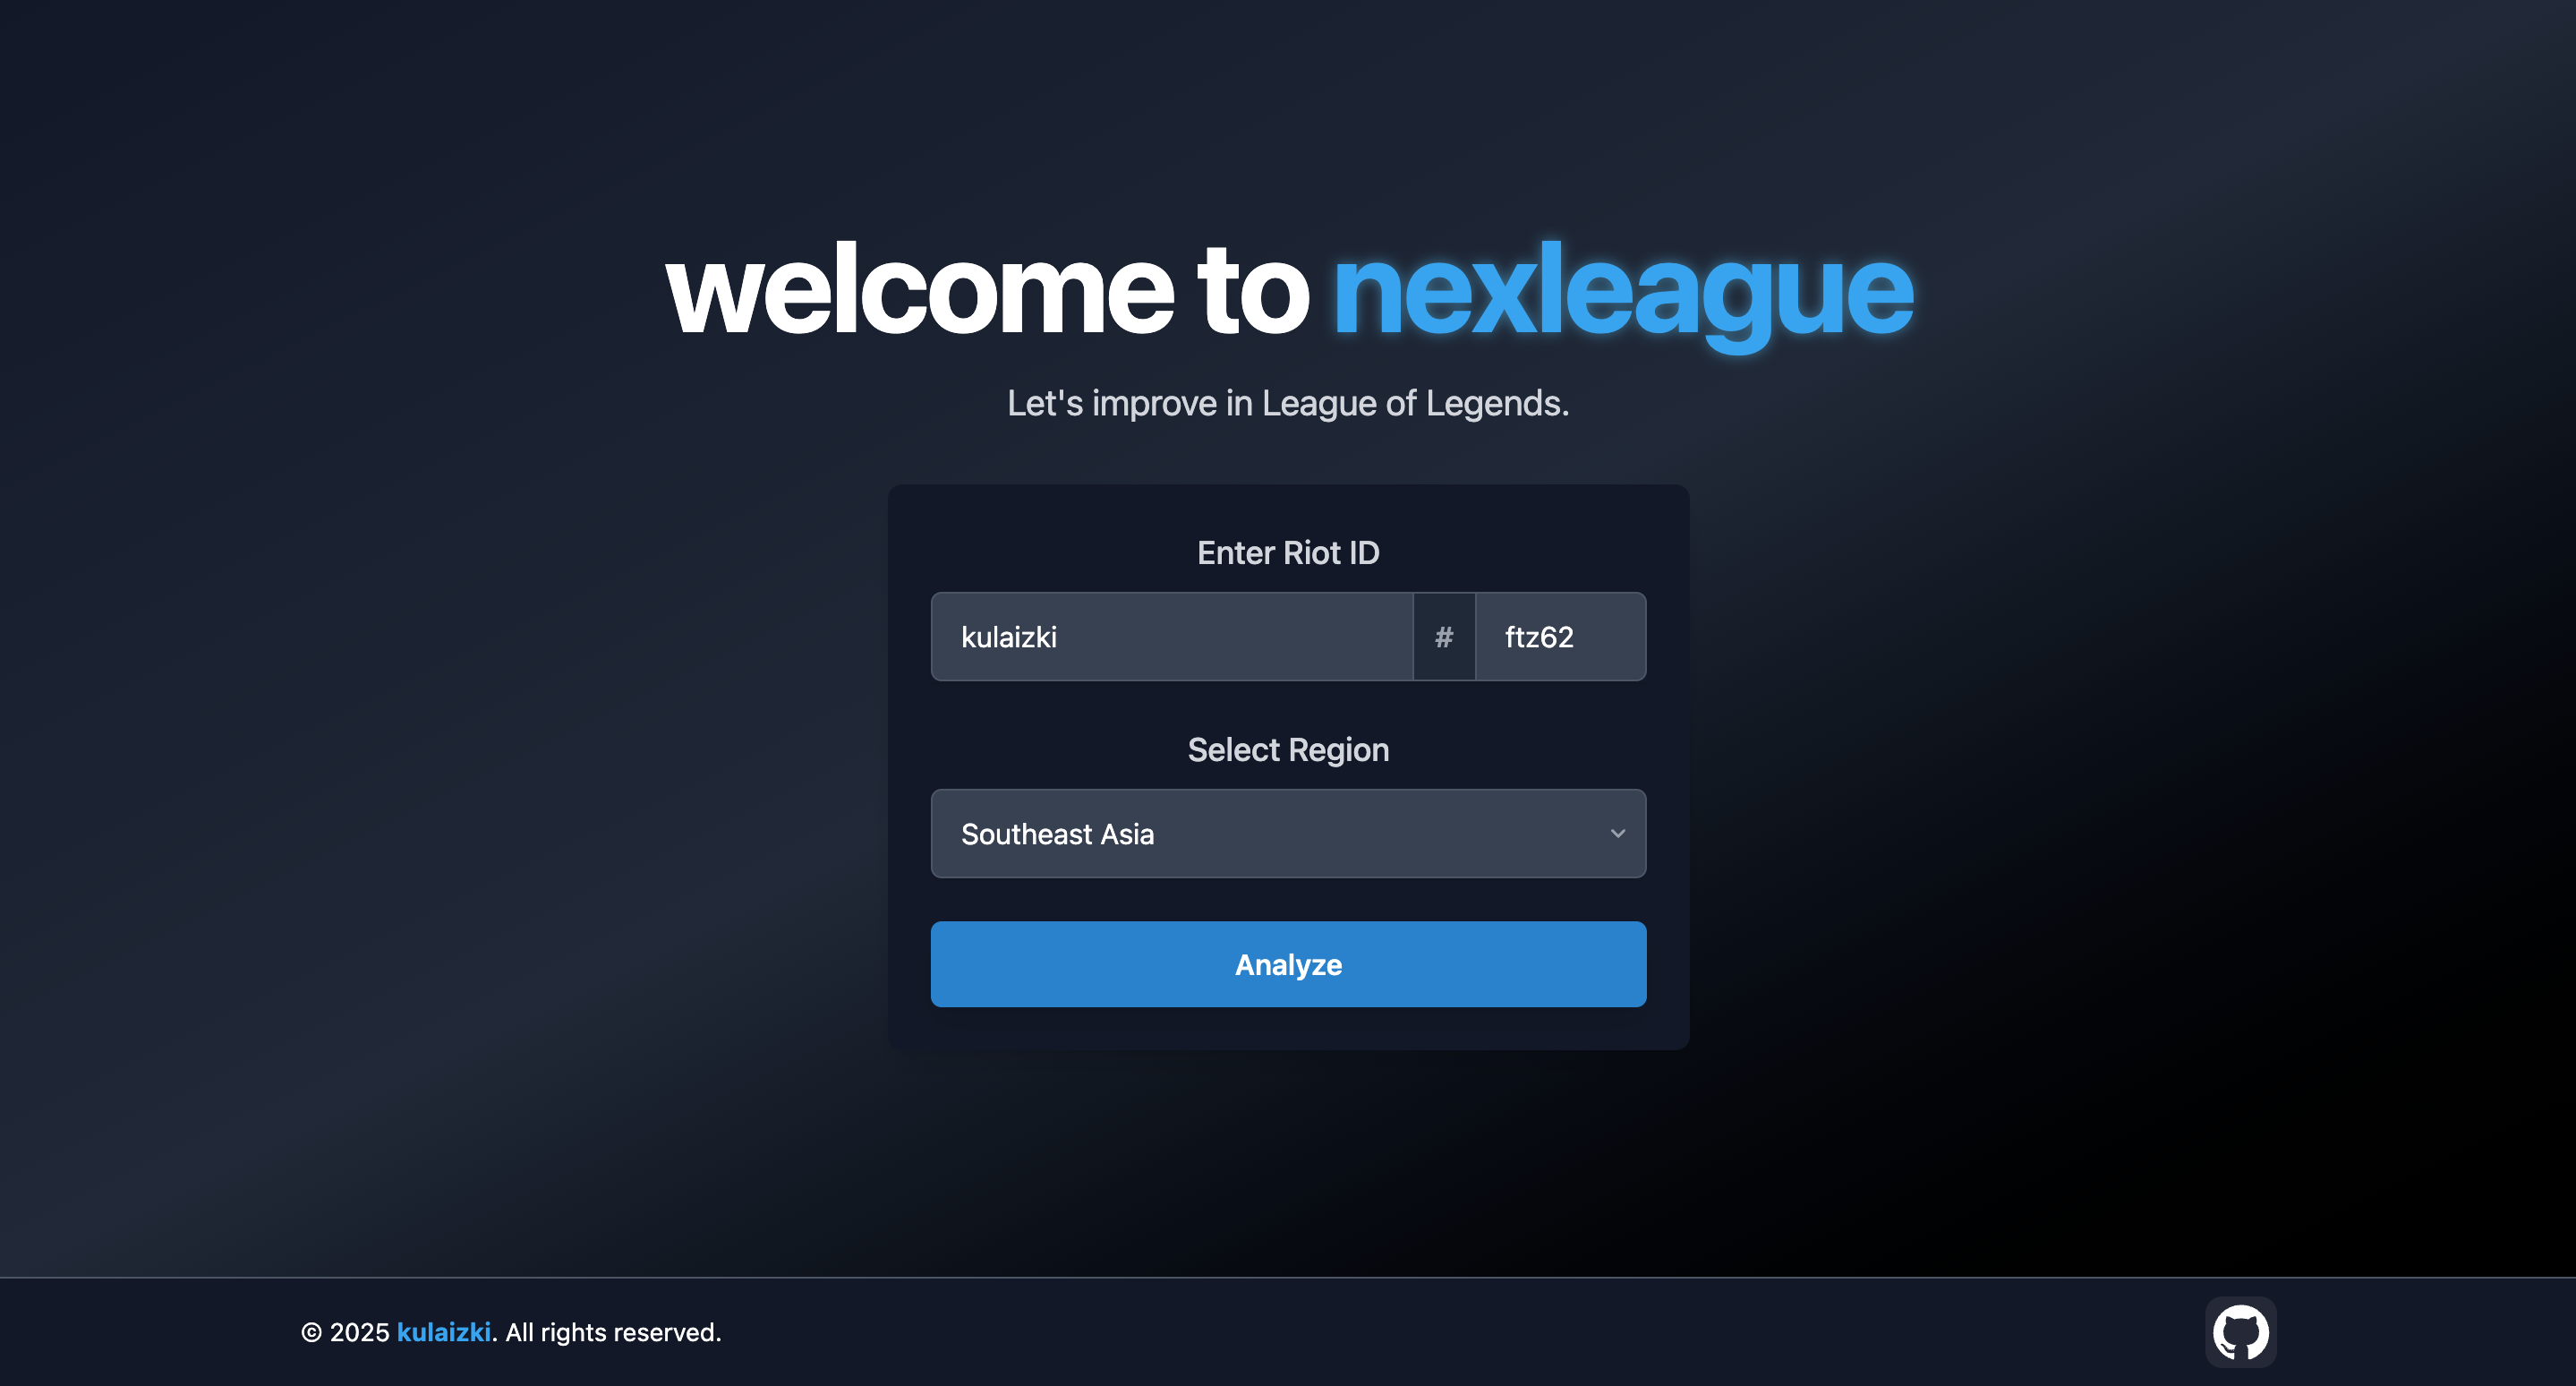 welcome to nexleague
Let's improve in League of Legends.
Enter Riot ID
kulaizki # ftz62
Select Region
Southeast Asia
Analyze
© 2025 kulaizki. All rights reserved.